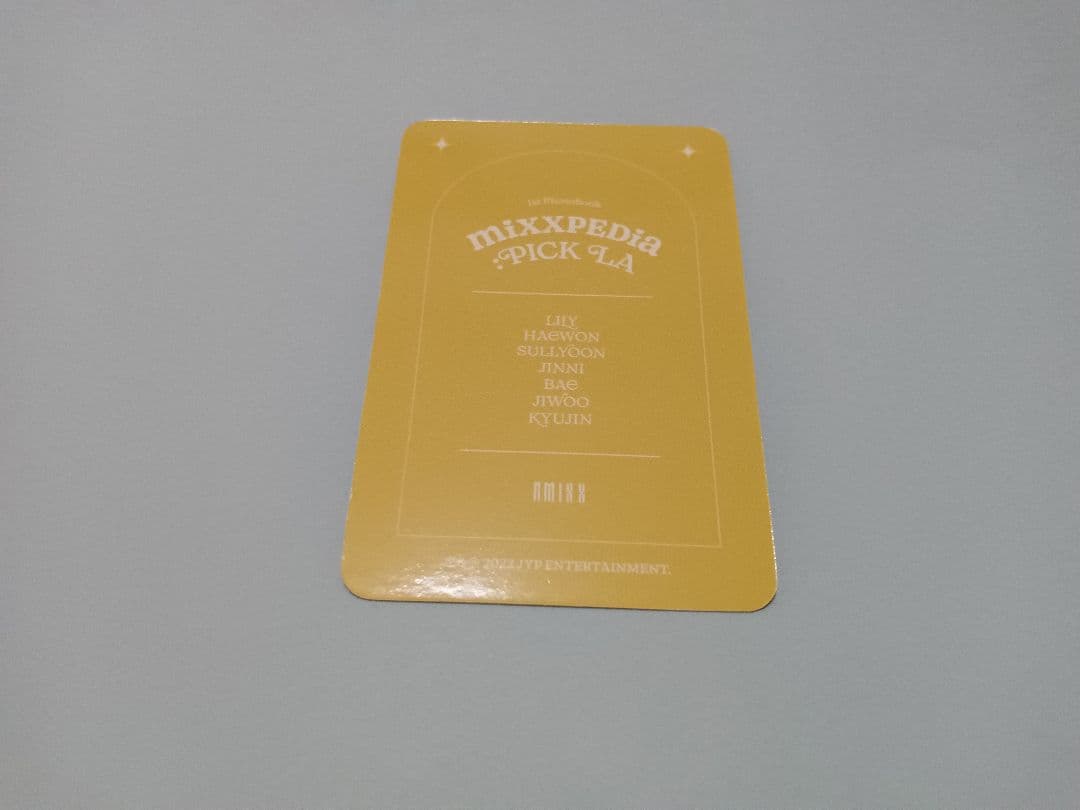 1st PhotoBook
miXXPEDia
:PICK LA
LILY
HAEWON
SULLYOON
JINNI
BAE
JIWOO
KYUJIN
NMIXX
2022 JYP ENTERTAINMENT.